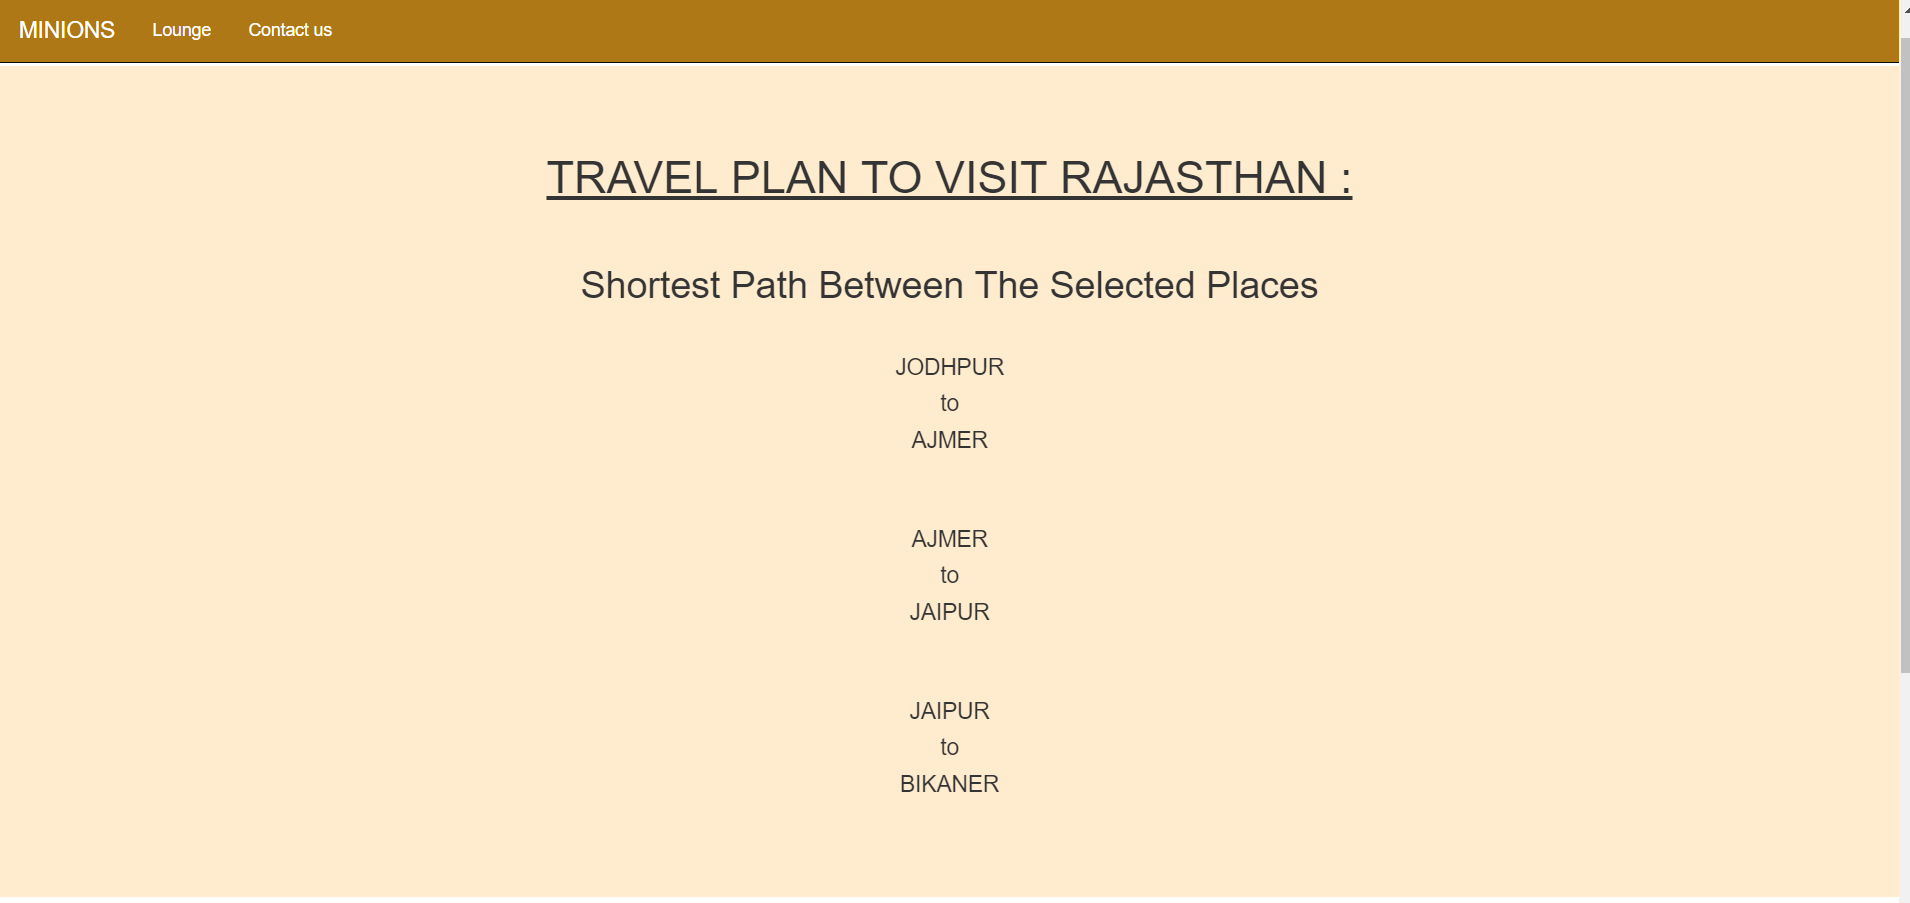 MINIONS Lounge Contact us
TRAVEL PLAN TO VISIT RAJASTHAN :
Shortest Path Between The Selected Places
JODHPUR
to
AJMER
AJMER
to
JAIPUR
JAIPUR
to
BIKANER